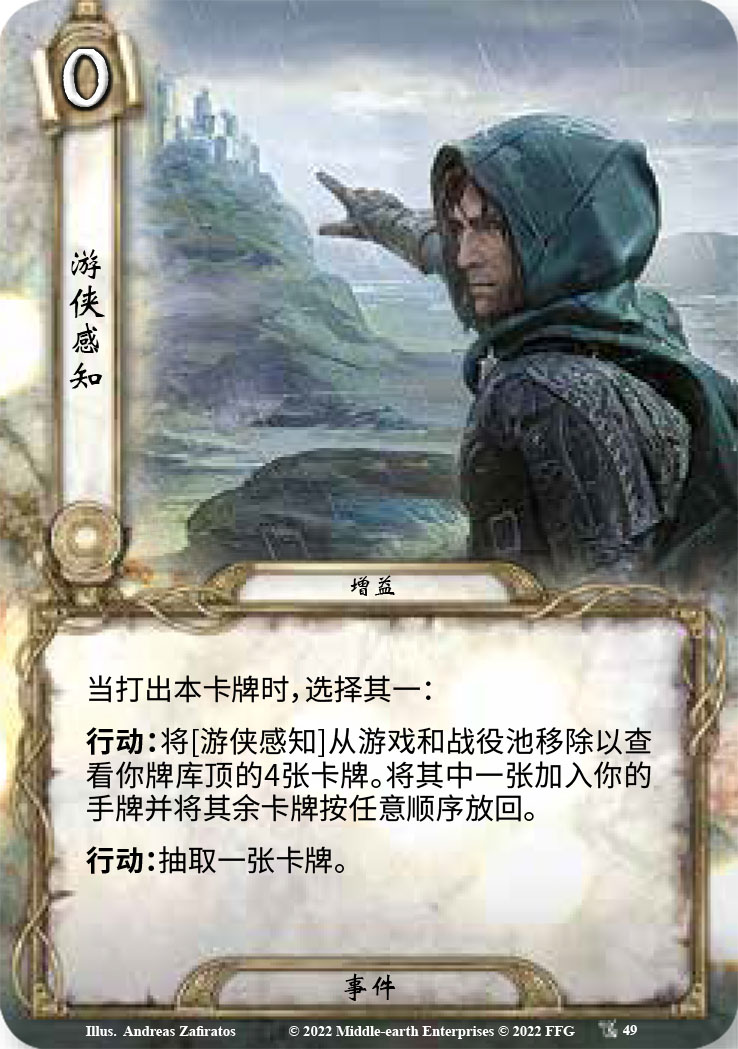 0
游侠感知
增益
当打出本卡牌时，选择其一：
行动：将[游侠感知]从游戏和战役池移除以查
看你牌库顶的4张卡牌。将其中一张加入你的
手牌并将其余卡牌按任意顺序放回。
行动：抽取一张卡牌。
事件
Illus. Andreas Zafiratos © 2022 Middle-earth Enterprises © 2022 FFG 49